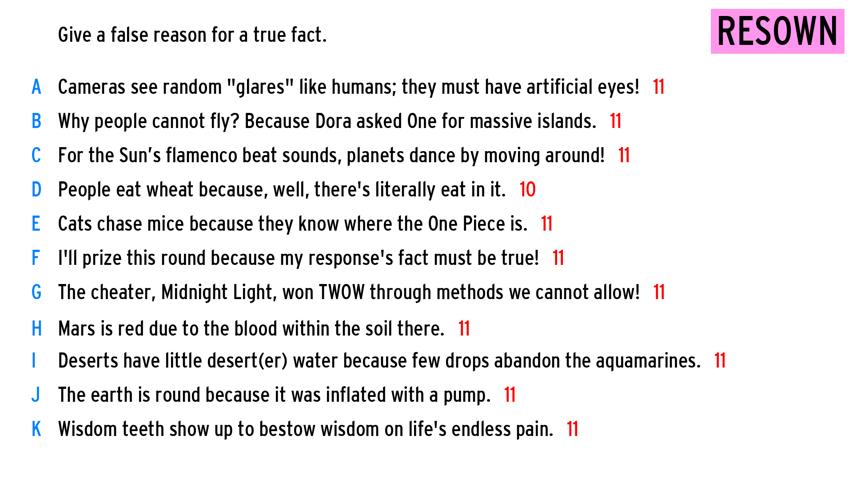 Give a false reason for a true fact.
RESOWN
A Cameras see random "glares" like humans; they must have artificial eyes! 11
B Why people cannot fly? Because Dora asked One for massive islands. 11
C For the Sun’s flamenco beat sounds, planets dance by moving around! 11
D People eat wheat because, well, there's literally eat in it. 10
E Cats chase mice because they know where the One Piece is. 11
F I'll prize this round because my response's fact must be true! 11
G The cheater, Midnight Light, won TWOW through methods we cannot allow! 11
H Mars is red due to the blood within the soil there. 11
I Deserts have little desert(er) water because few drops abandon the aquamarines. 11
J The earth is round because it was inflated with a pump. 11
K Wisdom teeth show up to bestow wisdom on life's endless pain. 11